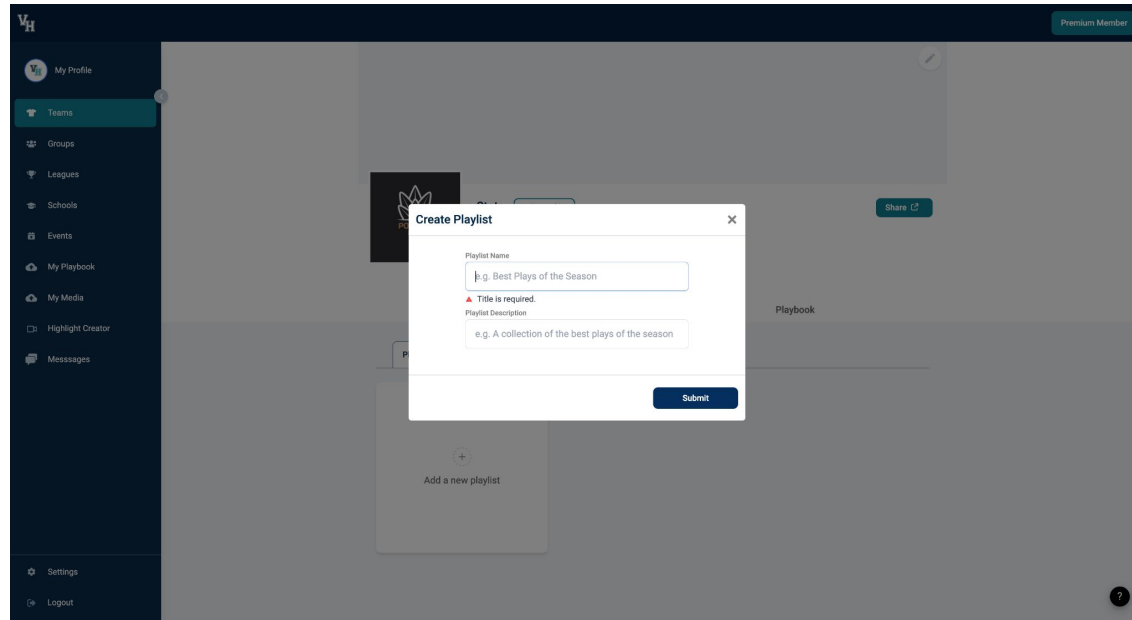 VH
Premium Member
VH
My Profile
Teams
Groups
Leagues
Schools
Events
My Playbook
My Media
Highlight Creator
Messsages
Settings
Logout
PO
Share
Create Playlist
Playlist Name
e.g. Best Plays of the Season
Title is required.
Playlist Description
e.g. A collection of the best plays of the season
Submit
Playbook
Add a new playlist
?